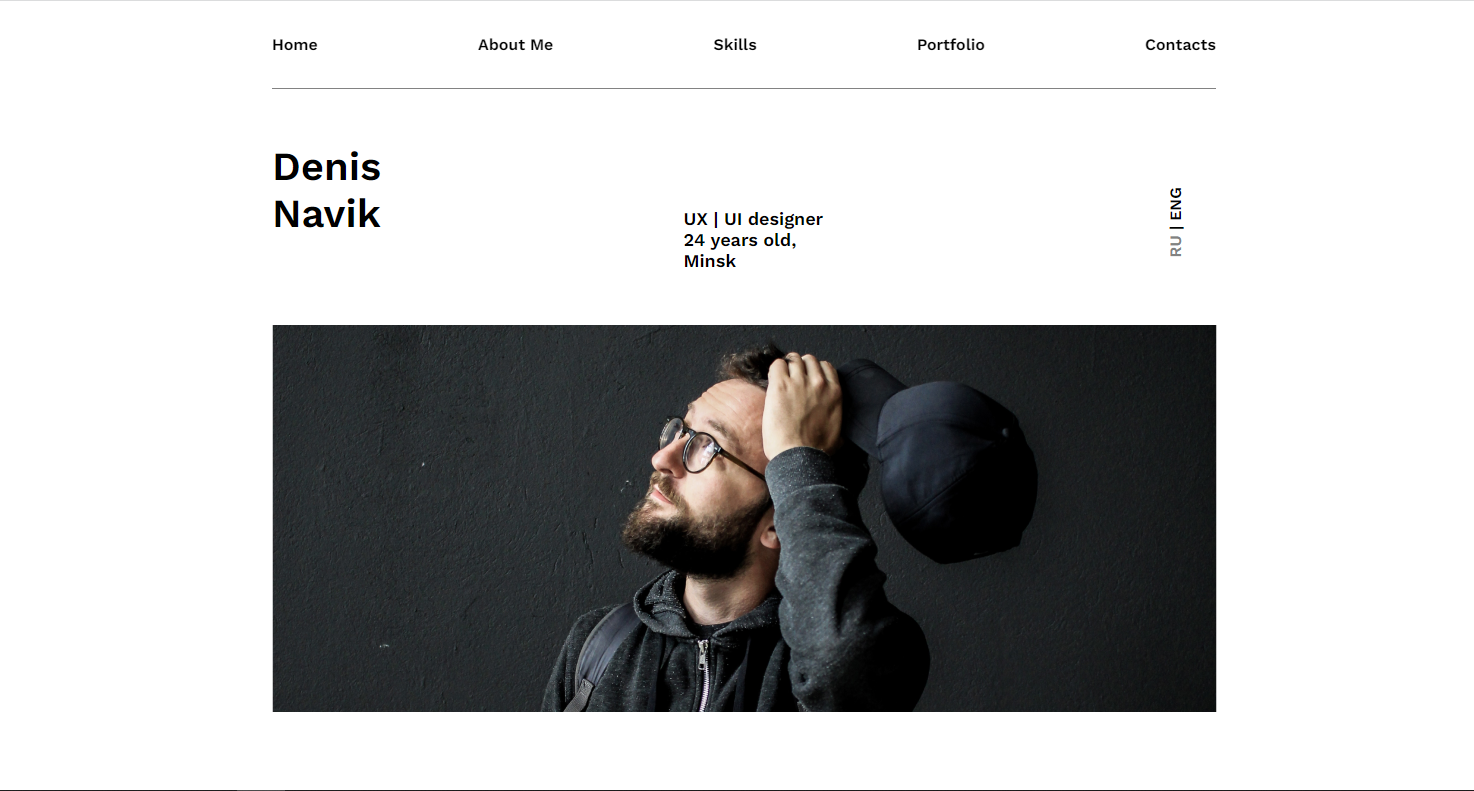 Home
About Me
Skills
Portfolio
Contacts
Denis
Navik
UX | UI designer
24 years old,
Minsk
RU | ENG